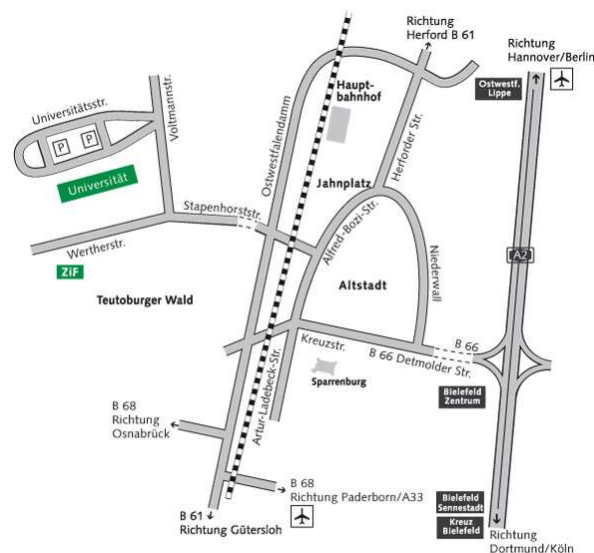 Richtung
Herford B 61
Richtung
Hannover/Berlin
Ostwestf.
Lippe
Haupt-
bahnhof
Universitätsstr.
Voltmannstr.
P
P
Universität
Ostwestfalendamm
Herforder Str.
Jahnplatz
Stapenhorststr.
Alfred-Bozi-Str.
Wertherstr.
ZiF
Niederwall
A2
Teutoburger Wald
Altstadt
Kreuzstr.
B 66
B 66 Detmolder Str.
Sparrenburg
Artur-Ladebeck-Str.
Bielefeld
Zentrum
B 68
Richtung
Osnabrück
B 68
Richtung Paderborn/A33
B 61
Richtung Gütersloh
Bielefeld
Sennestadt
Kreuz
Bielefeld
Richtung
Dortmund/Köln